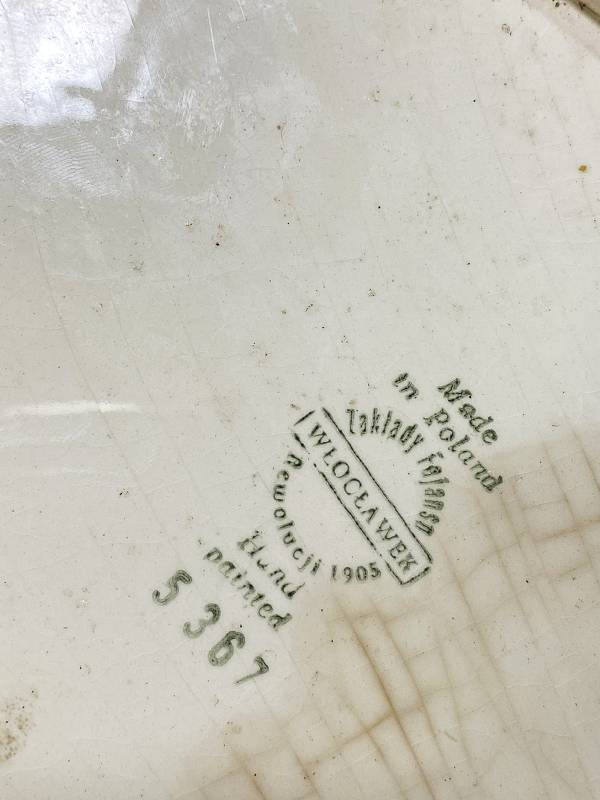 Made
in Poland
Zakłady Fajansu
WŁOCŁAWEK
Rewolucji 1905
Hand
painted
5367